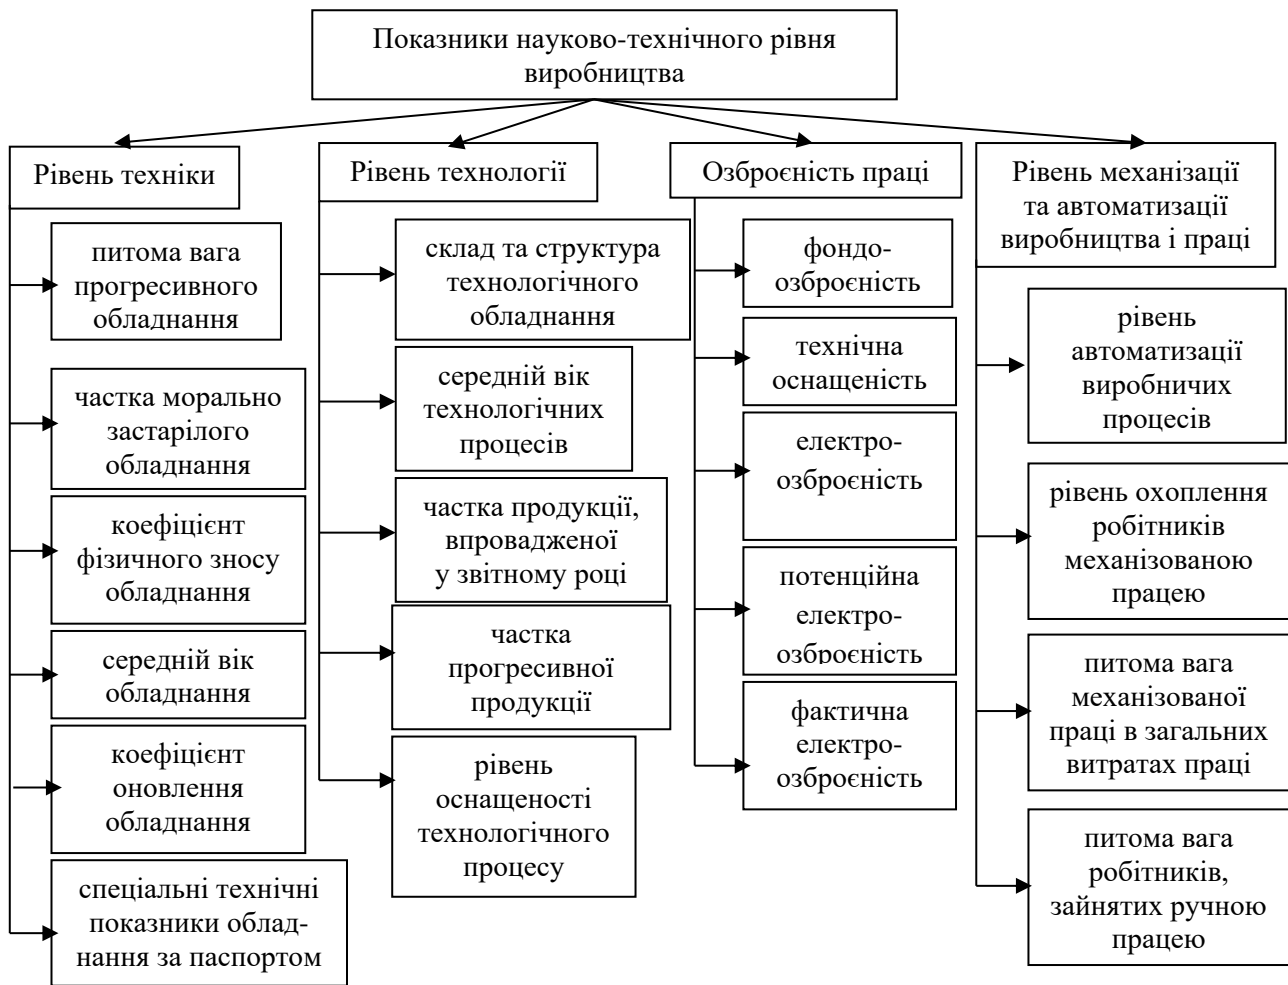 Показники науково-технічного рівня
виробництва
Рівень техніки
питома вага
прогресивного
обладнання
частка морально
застарілого
обладнання
коефіцієнт
фізичного зносу
обладнання
середній вік
обладнання
коефіцієнт
оновлення
обладнання
спеціальні технічні
показники облад-
нання за паспортом
Рівень технології
склад та структура
технологічного
обладнання
середній вік
технологічних
процесів
частка продукції,
впровадженої
у звітному році
частка
прогресивної
продукції
рівень
оснащеності
технологічного
процесу
Озброєність праці
фондо-
озброєність
технічна
оснащеність
електро-
озброєність
потенційна
електро-
озброєність
фактична
електро-
озброєність
Рівень механізації
та автоматизації
виробництва і праці
рівень
автоматизації
виробничих
процесів
рівень охоплення
робітників
механізованою
працею
питома вага
механізованої
праці в загальних
витратах праці
питома вага
робітників,
зайнятих ручною
працею